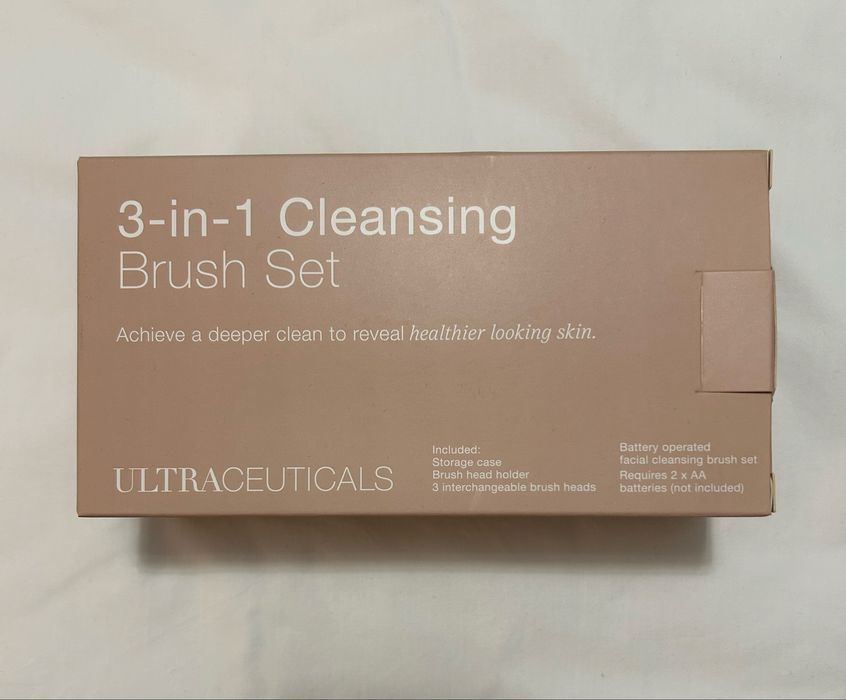 3-in-1 Cleansing
Brush Set
Achieve a deeper clean to reveal healthier looking skin.
ULTRACEUTICALS
Included:
Storage case
Brush head holder
3 interchangeable brush heads
Battery operated
facial cleansing brush set
Requires 2 x AA
batteries (not included)